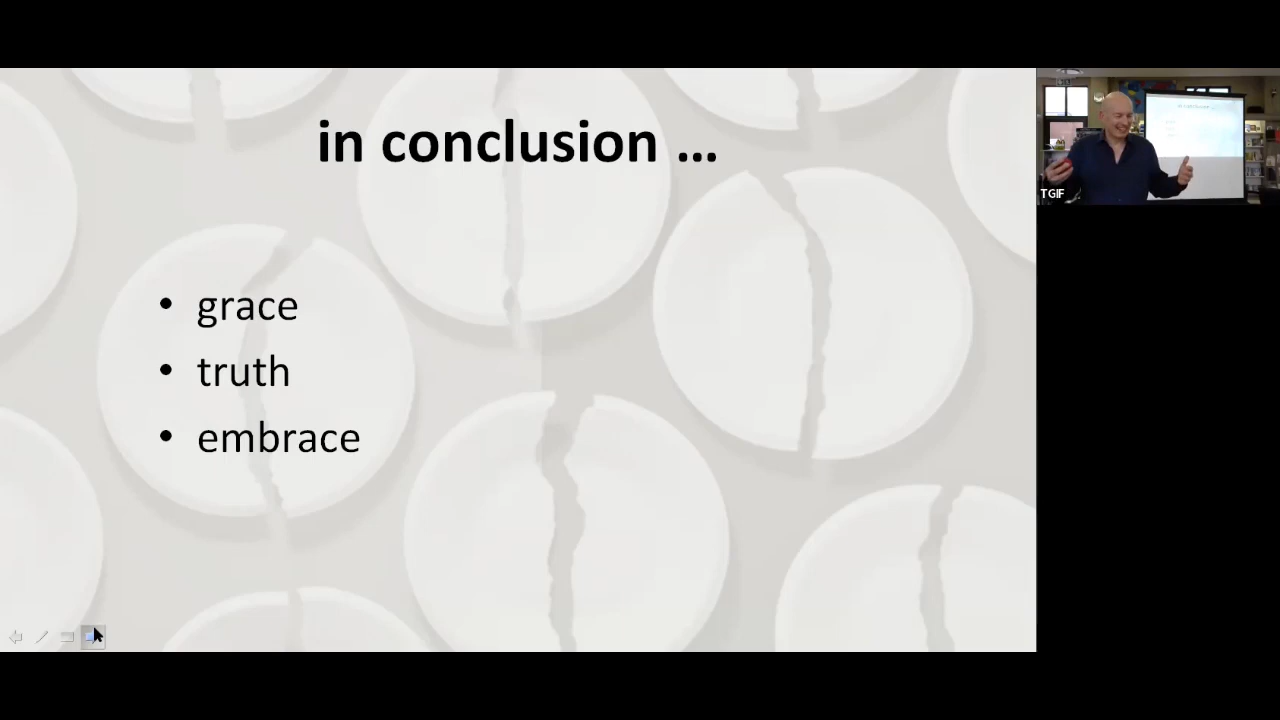 in conclusion ...
• grace
• truth
• embrace
TGIF